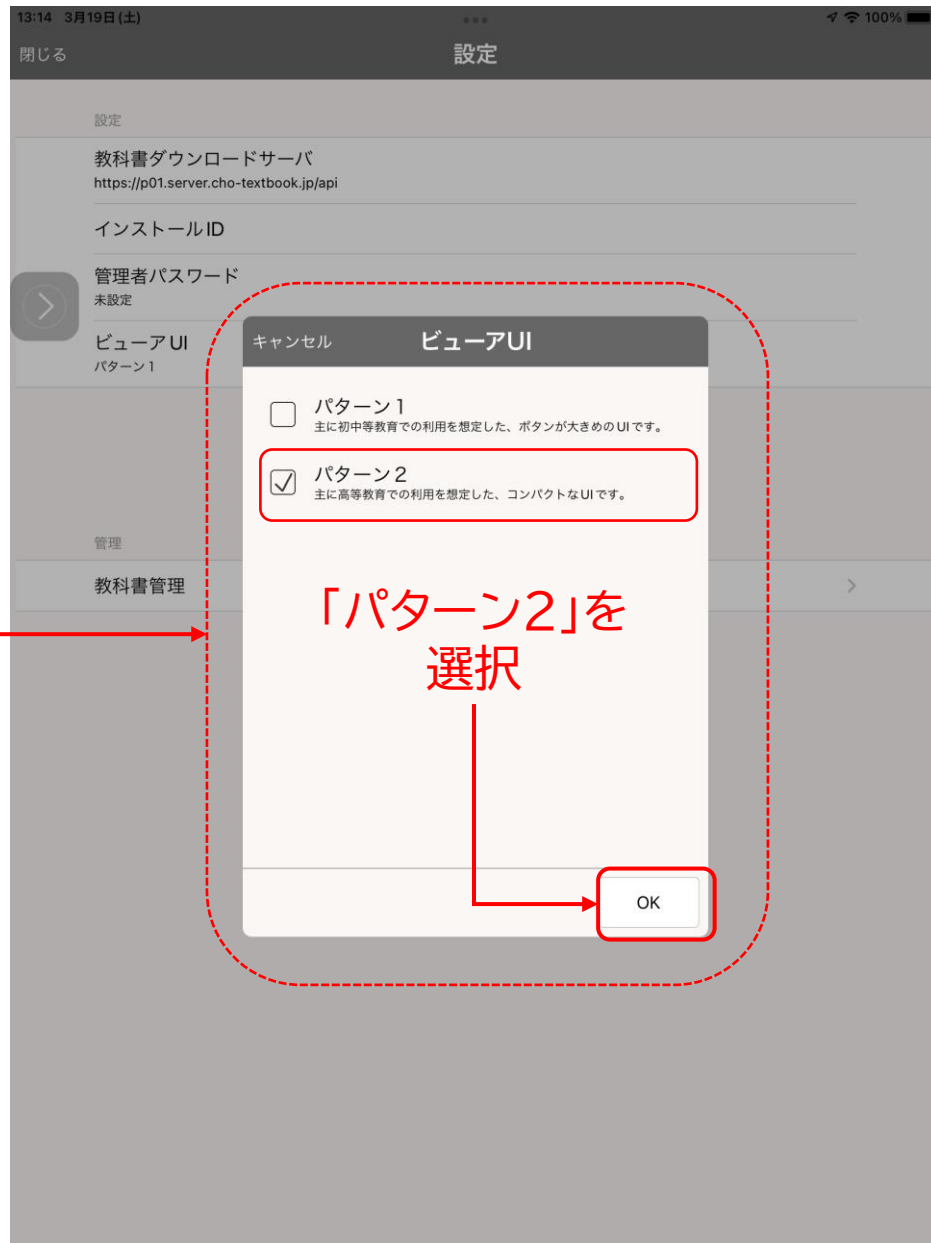 13:14 3月19日(土)
100%
閉じる
設定
設定
教科書ダウンロードサーバ
https://p01.server.cho-textbook.jp/api
インストールID
管理者パスワード
未設定
ビューアUI
パターン1
キャンセル
ビューアUI
パターン1
主に初中等教育での利用を想定した、ボタンが大きめのUIです。
パターン2
主に高等教育での利用を想定した、コンパクトなUIです。
管理
教科書管理
「パターン2」を
選択
OK